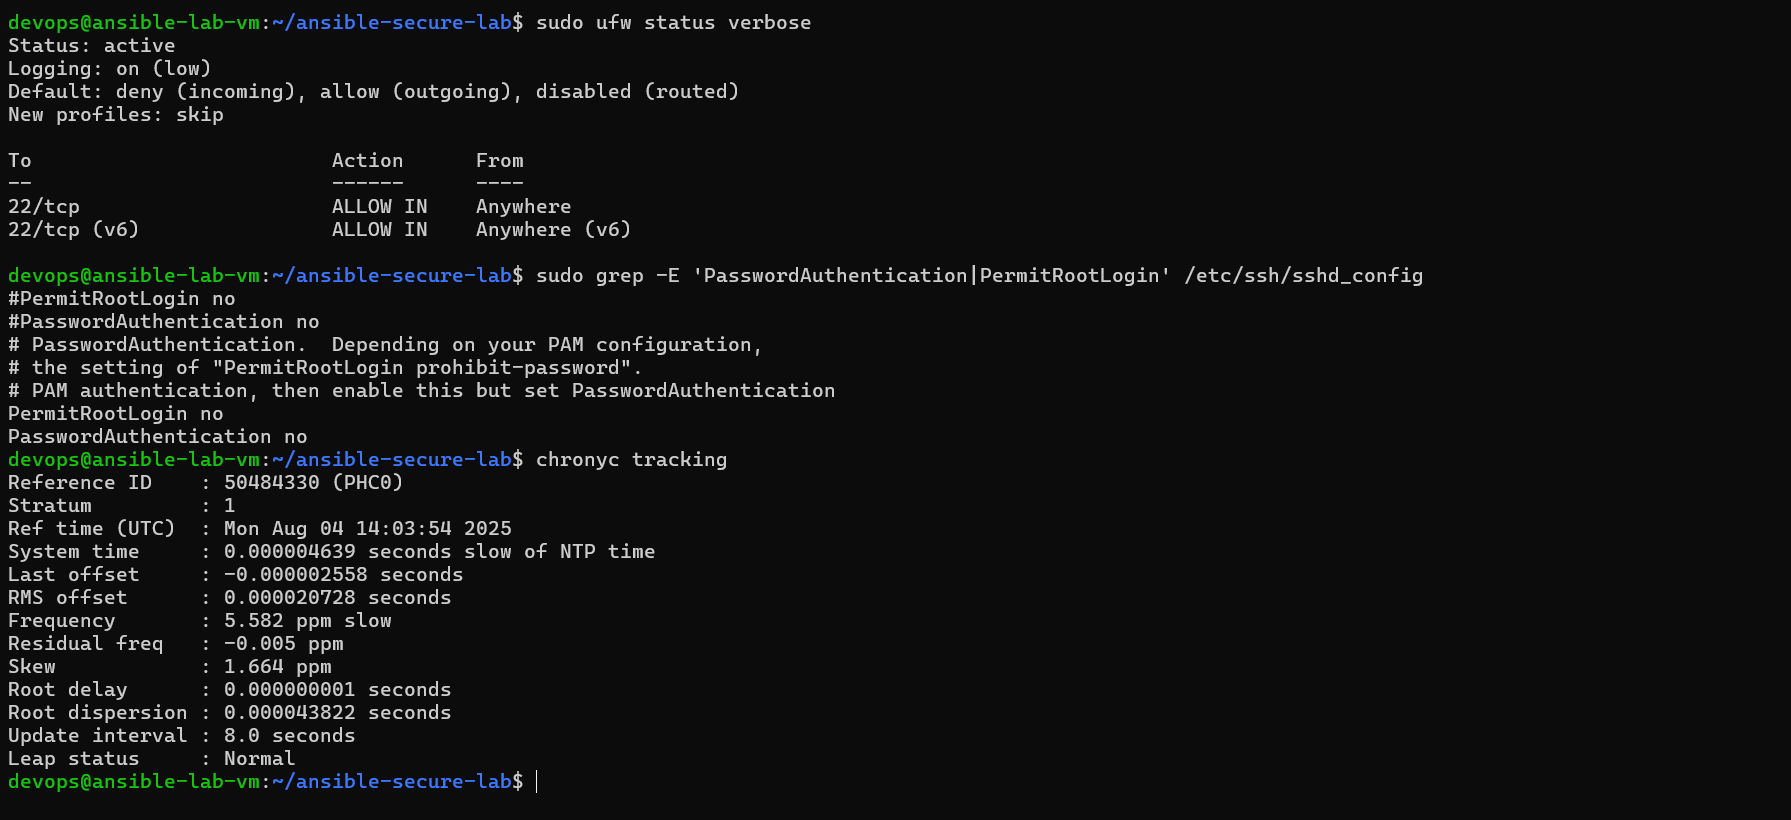 devops@ansible-lab-vm:~/ansible-secure-lab$ sudo ufw status verbose
Status: active
Logging: on (low)
Default: deny (incoming), allow (outgoing), disabled (routed)
New profiles: skip

To                         Action      From
--                         ------      ----
22/tcp                     ALLOW IN    Anywhere
22/tcp (v6)                ALLOW IN    Anywhere (v6)

devops@ansible-lab-vm:~/ansible-secure-lab$ sudo grep -E 'PasswordAuthentication|PermitRootLogin' /etc/ssh/sshd_config
#PermitRootLogin no
#PasswordAuthentication no
# PasswordAuthentication.  Depending on your PAM configuration,
# the setting of "PermitRootLogin prohibit-password".
# PAM authentication, then enable this but set PasswordAuthentication
PermitRootLogin no
PasswordAuthentication no
devops@ansible-lab-vm:~/ansible-secure-lab$ chronyc tracking
Reference ID    : 50484330 (PHC0)
Stratum         : 1
Ref time (UTC)  : Mon Aug 04 14:03:54 2025
System time     : 0.000004639 seconds slow of NTP time
Last offset     : -0.000002558 seconds
RMS offset      : 0.000020728 seconds
Frequency       : 5.582 ppm slow
Residual freq   : -0.005 ppm
Skew            : 1.664 ppm
Root delay      : 0.000000001 seconds
Root dispersion : 0.000043822 seconds
Update interval : 8.0 seconds
Leap status     : Normal
devops@ansible-lab-vm:~/ansible-secure-lab$